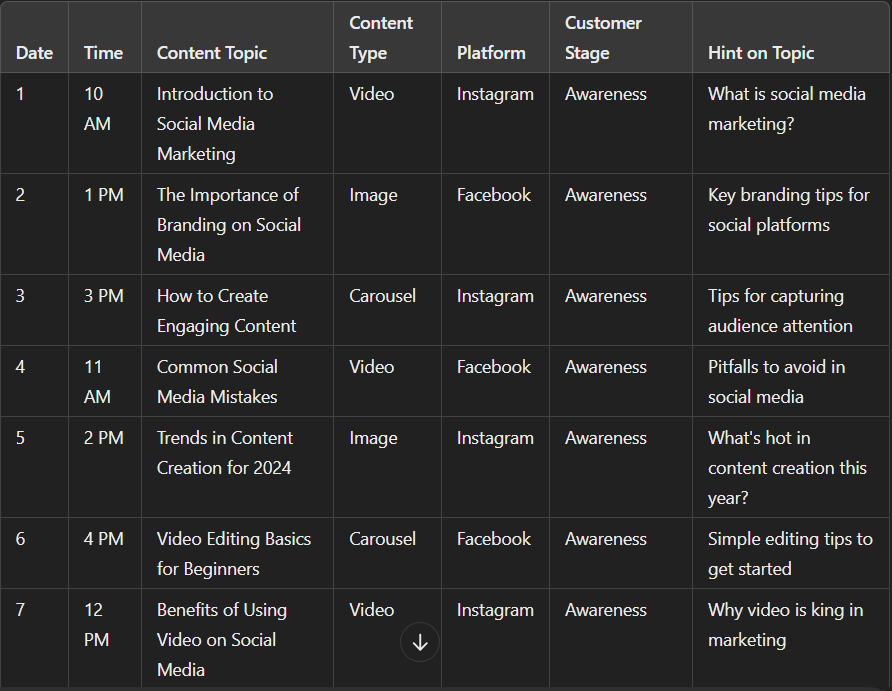 Date Time Content Topic Content Type Platform Customer Stage Hint on Topic
1 10 AM Introduction to Social Media Marketing Video Instagram Awareness What is social media marketing?
2 1 PM The Importance of Branding on Social Media Image Facebook Awareness Key branding tips for social platforms
3 3 PM How to Create Engaging Content Carousel Instagram Awareness Tips for capturing audience attention
4 11 AM Common Social Media Mistakes Video Facebook Awareness Pitfalls to avoid in social media
5 2 PM Trends in Content Creation for 2024 Image Instagram Awareness What's hot in content creation this year?
6 4 PM Video Editing Basics for Beginners Carousel Facebook Awareness Simple editing tips to get started
7 12 PM Benefits of Using Video on Social Media Video Instagram Awareness Why video is king in marketing